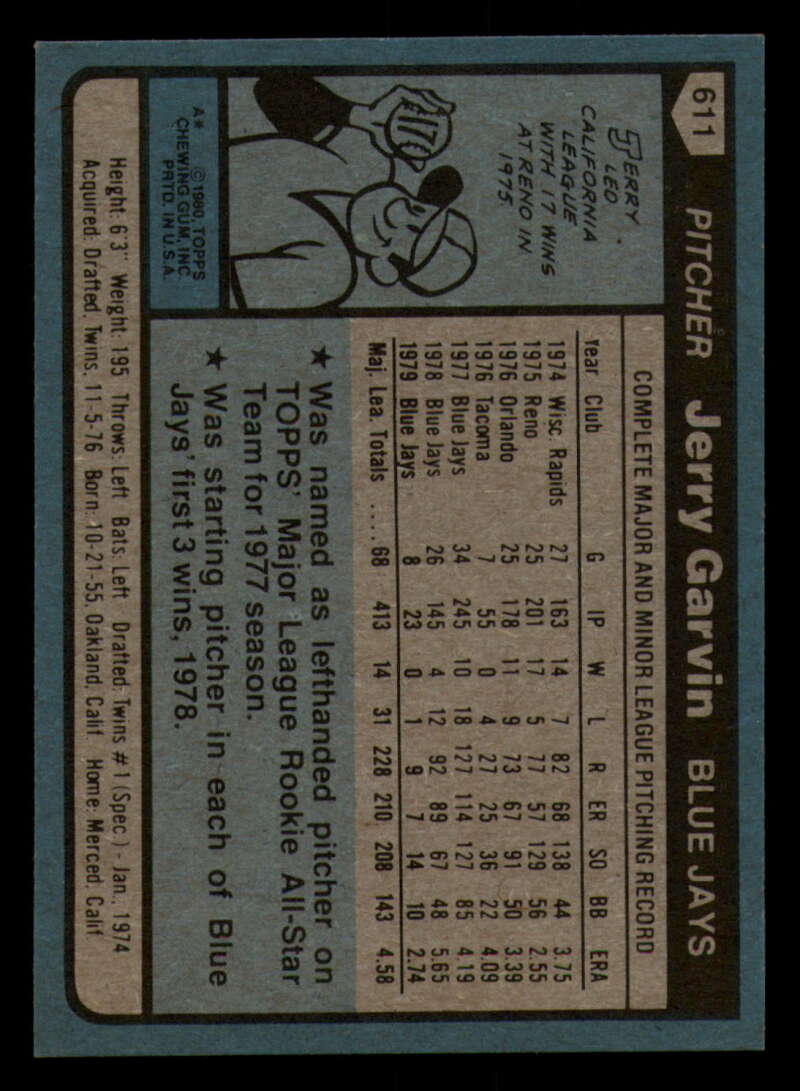 611 PITCHER Jerry Garvin BLUE JAYS
JERRY
LED
CALIFORNIA
LEAGUE
WITH 17 WINS
AT RENO IN
1975.
A* © 1980 TOPPS
CHEWING GUM, INC.
PRTD. IN U.S.A.
COMPLETE MAJOR AND MINOR LEAGUE PITCHING RECORD
Year Club G IP W L R ER SO BB ERA
1974 Wisc. Rapids 27 163 14 7 82 68 138 44 3.75
1975 Reno 25 201 17 5 77 57 129 56 2.55
1976 Orlando 25 178 11 9 73 67 91 50 3.39
1976 Tacoma 7 55 0 4 27 25 36 22 4.09
1977 Blue Jays 34 245 10 18 127 114 127 85 4.19
1978 Blue Jays 26 145 4 12 92 89 67 48 5.65
1979 Blue Jays 8 23 0 1 9 7 14 10 2.74
Maj. Lea. Totals .... 68 413 14 31 228 210 208 143 4.58
★ Was named as lefthanded pitcher on
TOPPS' Major League Rookie All-Star
Team for 1977 season.
★ Was starting pitcher in each of Blue
Jays' first 3 wins, 1978.
Height: 6'3" Weight: 195 Throws: Left Bats: Left Drafted: Twins #1 (Spec.) - Jan., 1974
Acquired: Drafted, Twins, 11-5-76 Born: 10-21-55, Oakland, Calif. Home: Merced, Calif.